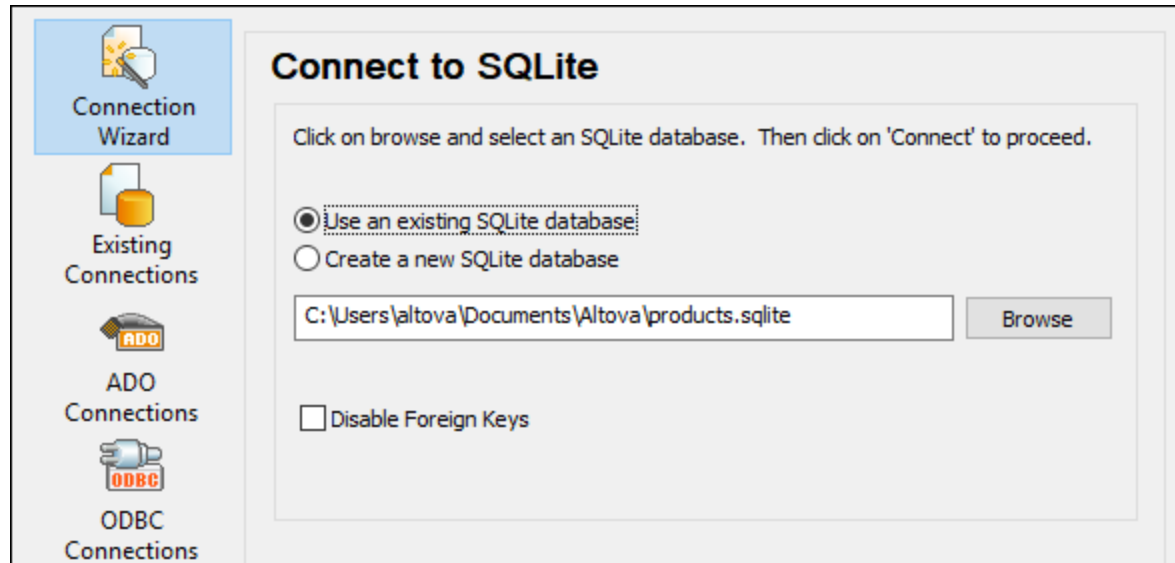 Connection
Wizard
Existing
Connections
ADO
ADO
Connections
ODBC
ODBC
Connections
Connect to SQLite
Click on browse and select an SQLite database.  Then click on 'Connect' to proceed.
Use an existing SQLite database
Create a new SQLite database
C:\Users\altova\Documents\Altova\products.sqlite
Browse
Disable Foreign Keys